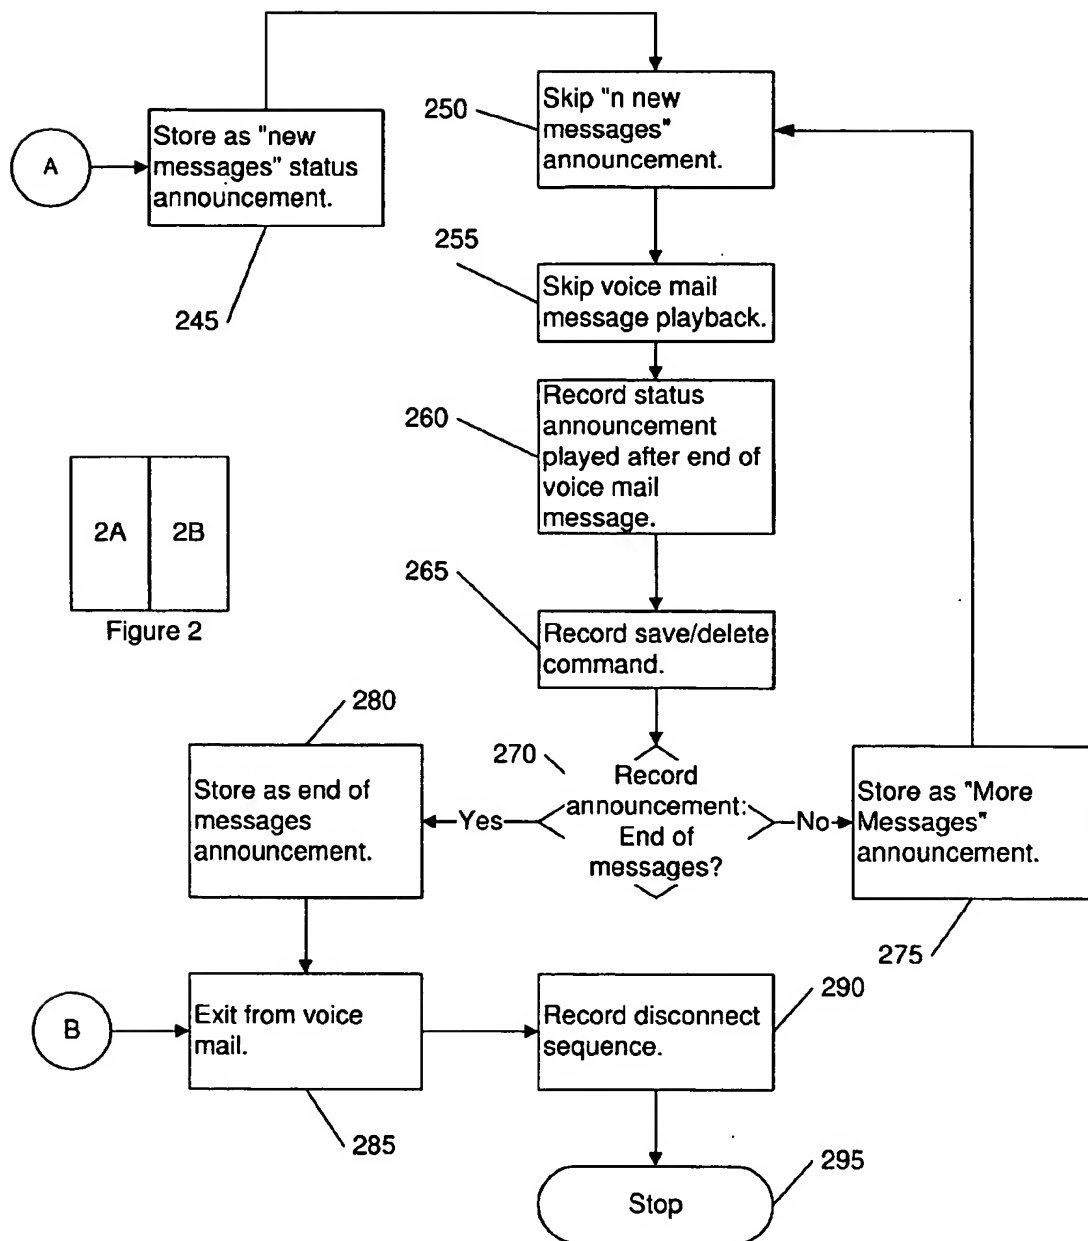 A
Store as "new
messages" status
announcement.
245
250
Skip "n new
messages"
announcement.
255
Skip voice mail
message playback.
260
Record status
announcement
played after end of
voice mail
message.
2A
2B
Figure 2
265
Record save/delete
command.
280
Store as end of
messages
announcement.
Yes
270
Record
announcement:
End of
messages?
No
Store as "More
Messages"
announcement.
275
B
Exit from voice
mail.
285
Record disconnect
sequence.
290
Stop
295